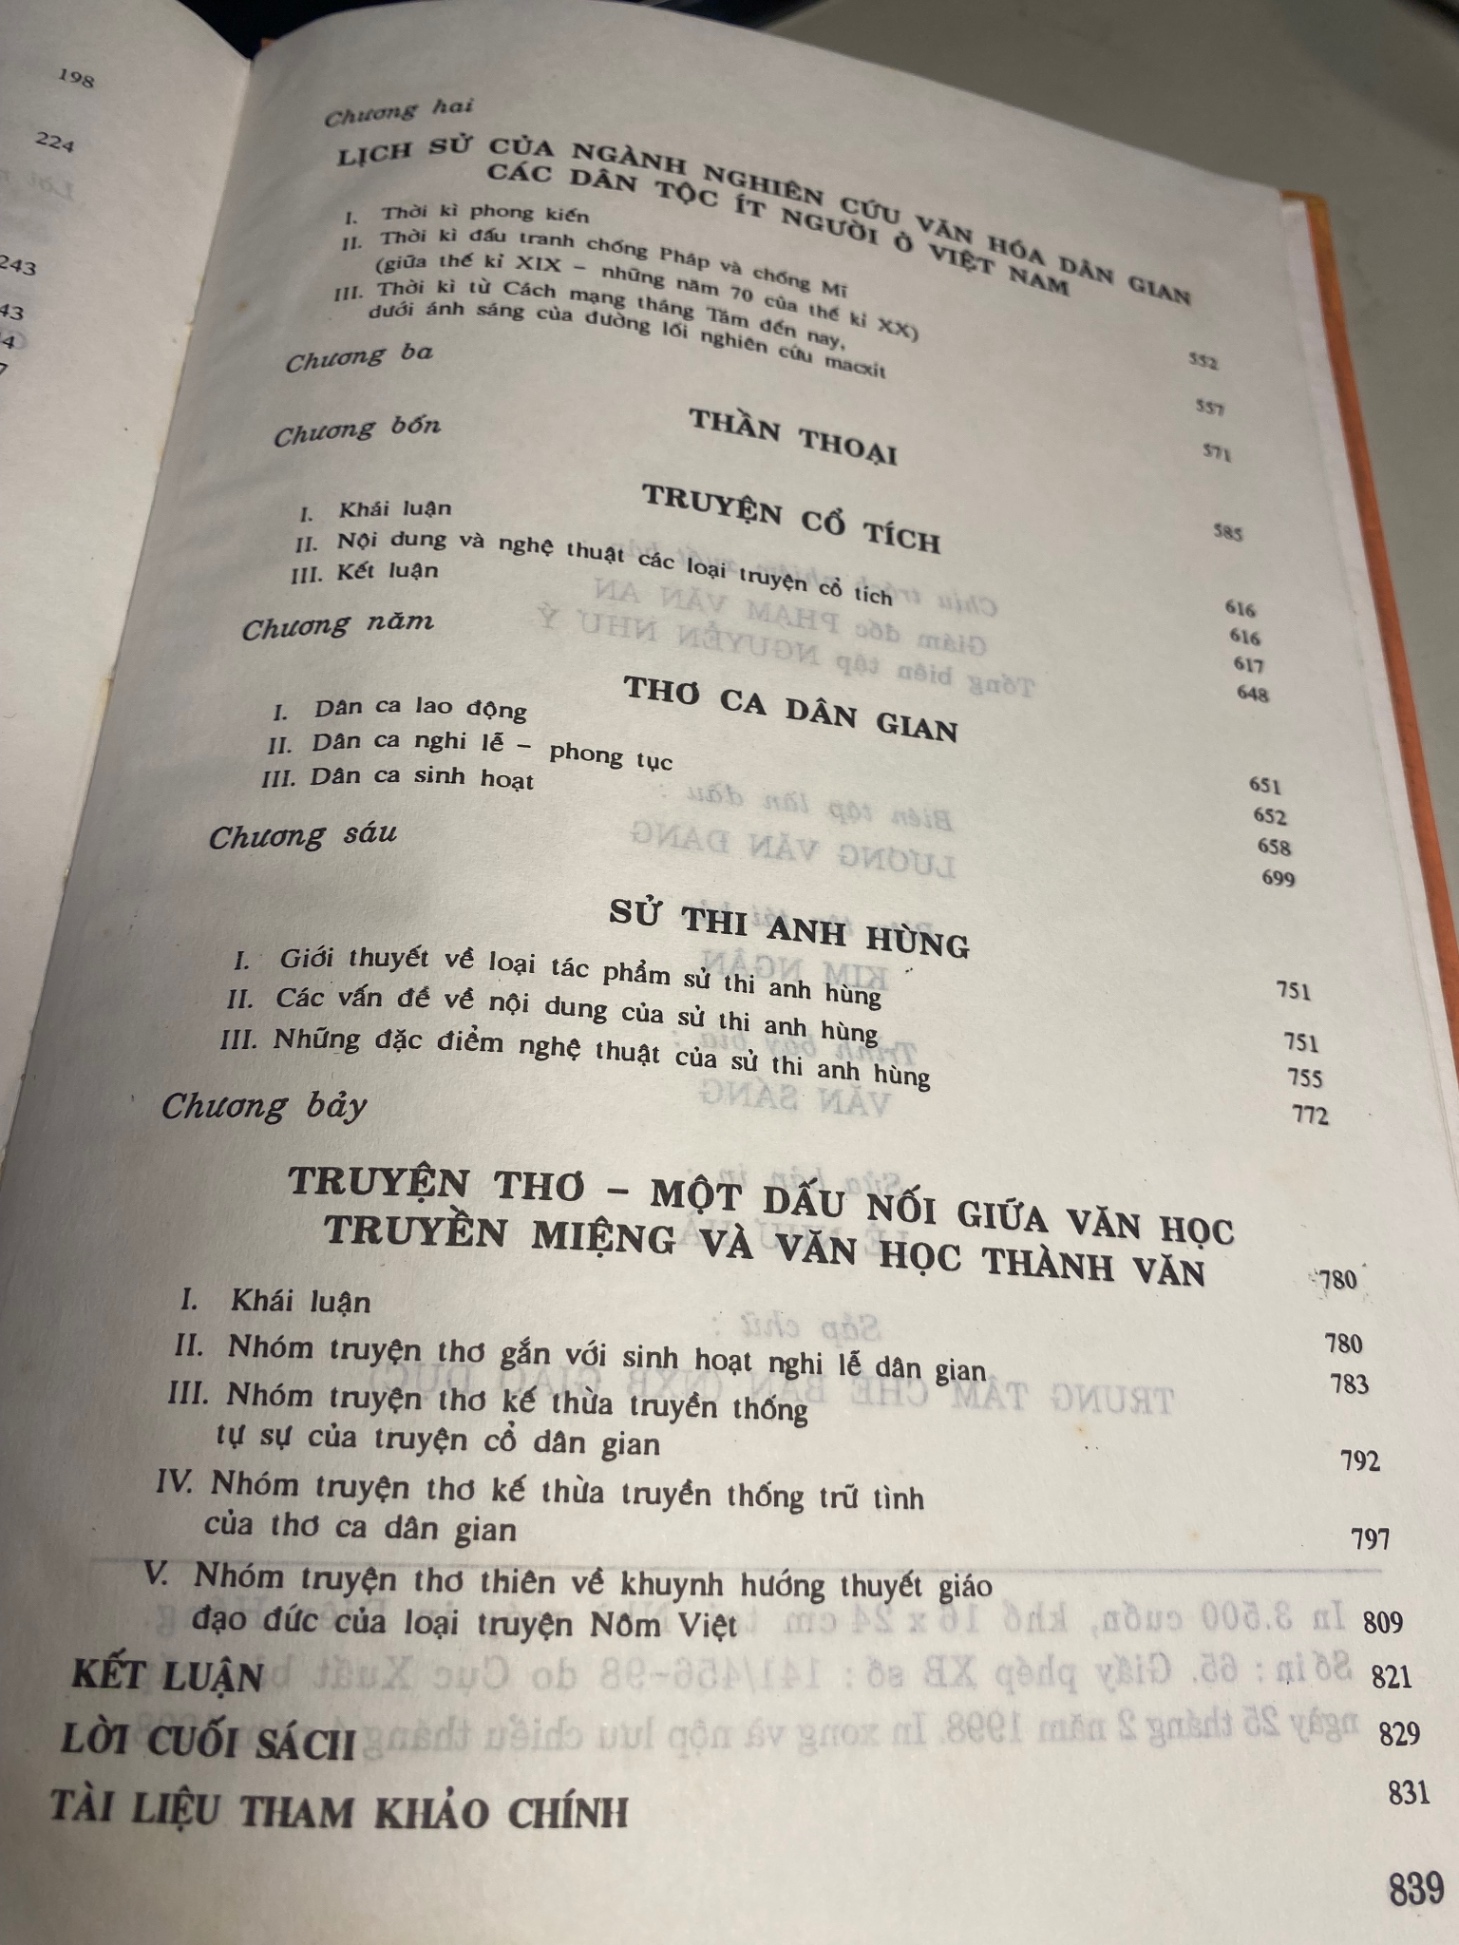 198
224
243
43
4
7
Chương hai
LỊCH SỬ CỦA NGÀNH NGHIÊN CỨU VĂN HÓA DÂN GIAN
CÁC DÂN TỘC ÍT NGƯỜI Ở VIỆT NAM
I. Thời kì phong kiến 552
II. Thời kì đấu tranh chống Pháp và chống Mĩ
(giữa thế kỉ XIX – những năm 70 của thế kỉ XX) 557
III. Thời kì từ Cách mạng tháng Tám đến nay,
dưới ánh sáng của đường lối nghiên cứu macxit 571
Chương ba
THẦN THOẠI 585
Chương bốn
TRUYỆN CỔ TÍCH 616
I. Khái luận 616
II. Nội dung và nghệ thuật các loại truyện cổ tích 617
III. Kết luận 648
Chương năm
THƠ CA DÂN GIAN 651
I. Dân ca lao động 652
II. Dân ca nghi lễ – phong tục 658
III. Dân ca sinh hoạt 699
Chương sáu
SỬ THI ANH HÙNG 751
I. Giới thuyết về loại tác phẩm sử thi anh hùng 751
II. Các vấn đề về nội dung của sử thi anh hùng 755
III. Những đặc điểm nghệ thuật của sử thi anh hùng 772
Chương bảy
TRUYỆN THƠ – MỘT DẤU NỐI GIỮA VĂN HỌC
TRUYỀN MIỆNG VÀ VĂN HỌC THÀNH VĂN 780
I. Khái luận 780
II. Nhóm truyện thơ gắn với sinh hoạt nghi lễ dân gian 783
III. Nhóm truyện thơ kế thừa truyền thống
tự sự của truyện cổ dân gian 792
IV. Nhóm truyện thơ kế thừa truyền thống trữ tình
của thơ ca dân gian 797
V. Nhóm truyện thơ thiên về khuynh hướng thuyết giáo
đạo đức của loại truyện Nôm Việt 809
KẾT LUẬN 821
LỜI CUỐI SÁCH 829
TÀI LIỆU THAM KHẢO CHÍNH 831
839